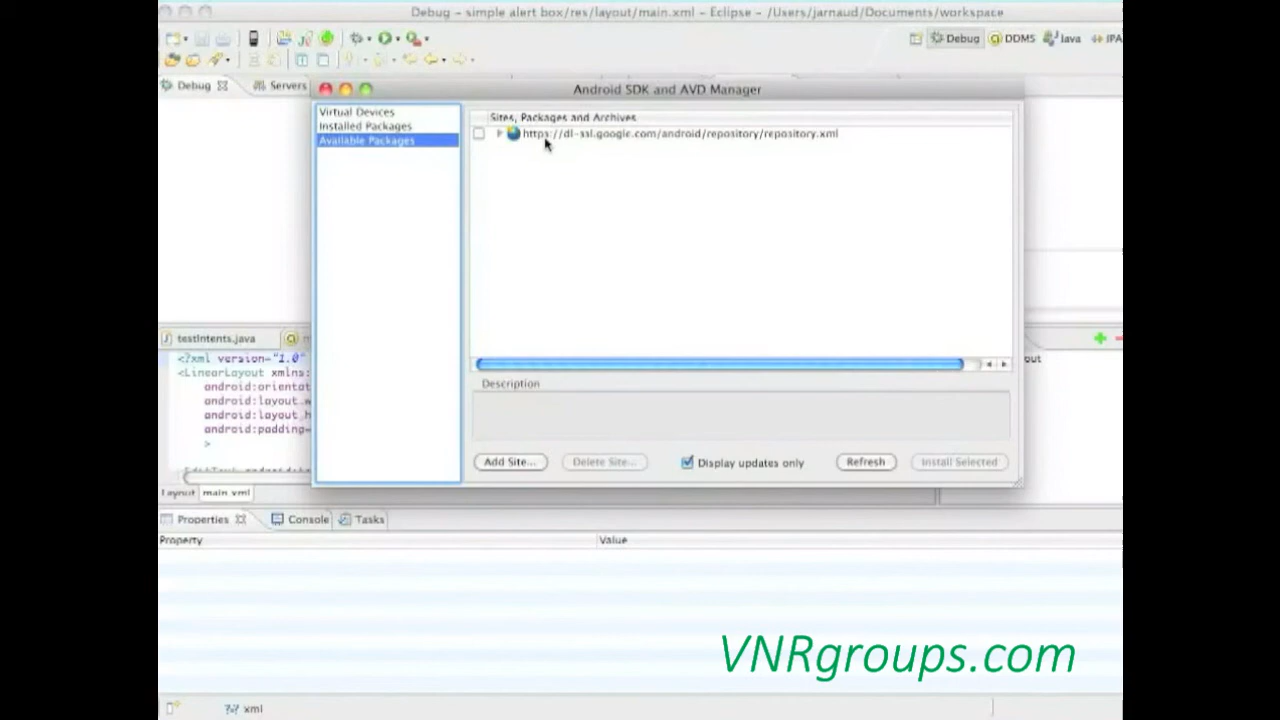 Debug - simple alert box/res/layout/main.xml - Eclipse - /Users/jarnaud/Documents/workspace
Debug DDMS Java
Debug Servers
Android SDK and AVD Manager
Virtual Devices
Installed Packages
Available Packages
Sites, Packages and Archives
https://dl-ssl.google.com/android/repository/repository.xml
testIntents.java
<?xml version="1.0"
<LinearLayout xmlns:
android:orientat
android:layout_w
android:layout_h
android:padding=
>
Description
Add Site... Delete Site... Display updates only Refresh Install Selected
Layout main.xml
Properties Console Tasks
Property Value
VNRgroups.com
xml